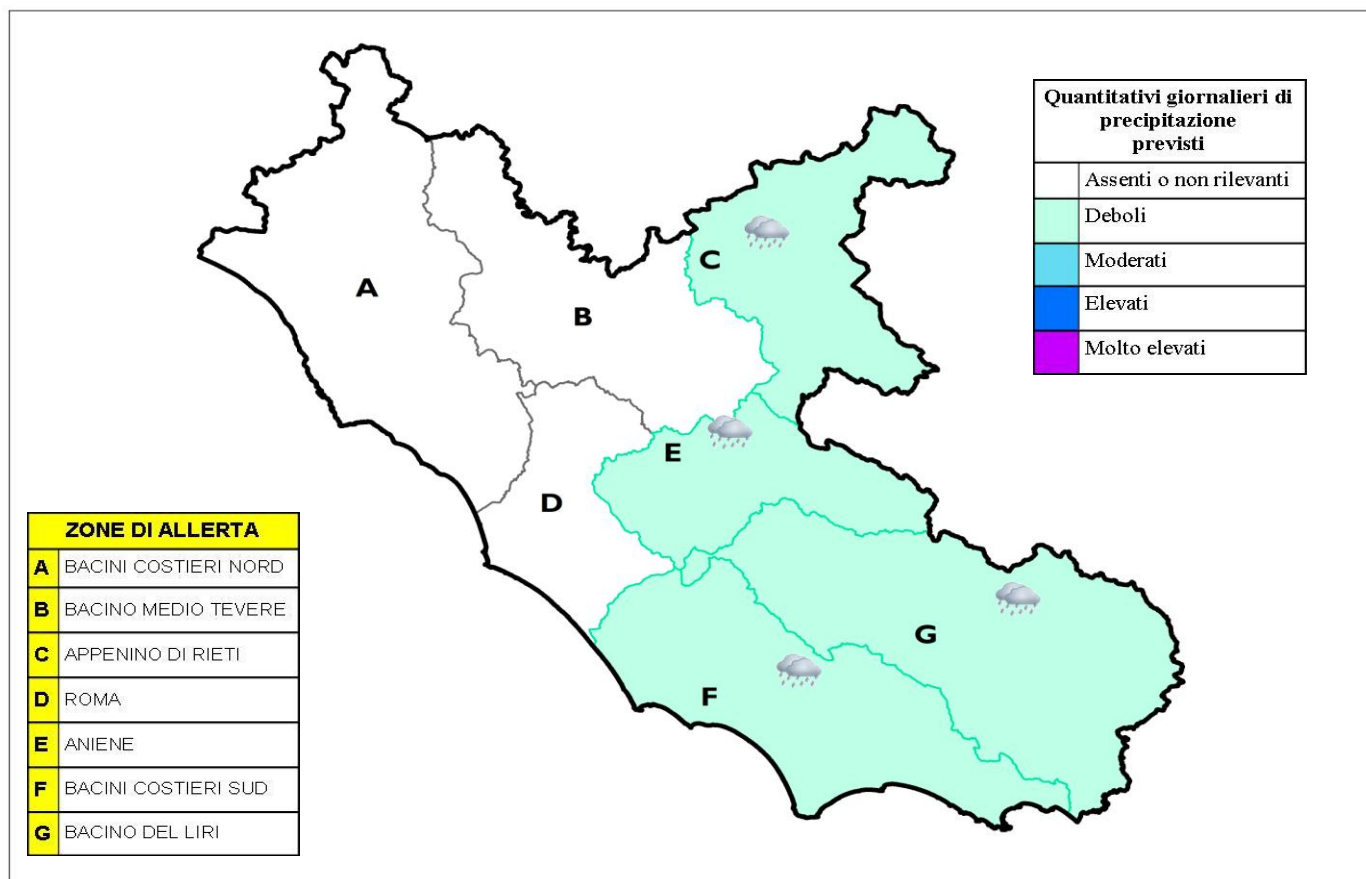 Quantitativi giornalieri di
precipitazione
previsti
Assenti o non rilevanti
Deboli
Moderati
Elevati
Molto elevati
A
B
C
D
E
F
G
ZONE DI ALLERTA
A BACINI COSTIERI NORD
B BACINO MEDIO TEVERE
C APPENINO DI RIETI
D ROMA
E ANIENE
F BACINI COSTIERI SUD
G BACINO DEL LIRI